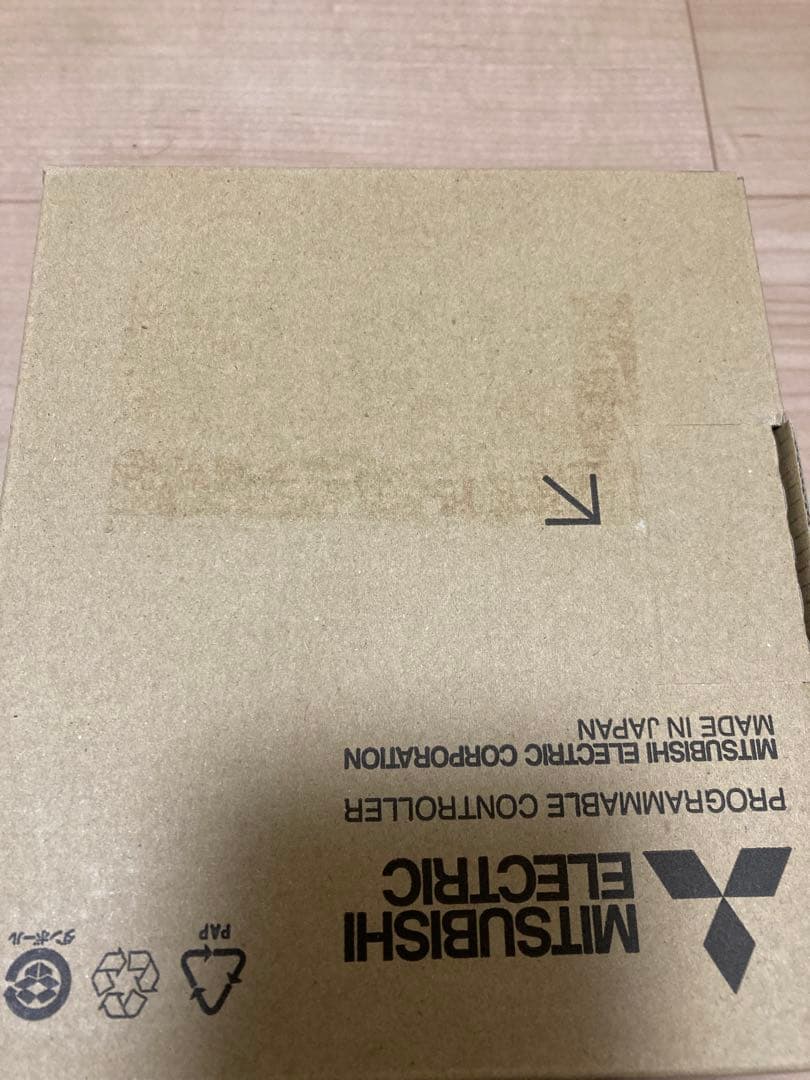 MITSUBISHI
ELECTRIC
PROGRAMMABLE CONTROLLER
MITSUBISHI ELECTRIC CORPORATION
MADE IN JAPAN
PAP
ダンボール